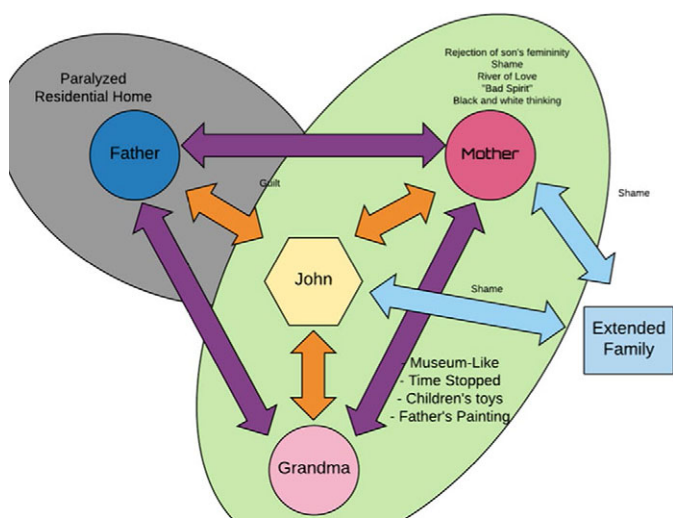 Paralyzed
Residential Home
Rejection of son's femininity
Shame
River of Love
"Bad Spirit"
Black and white thinking
Father
Mother
Guilt
Shame
John
Shame
Extended
Family
- Museum-Like
- Time Stopped
- Children's toys
- Father's Painting
Grandma